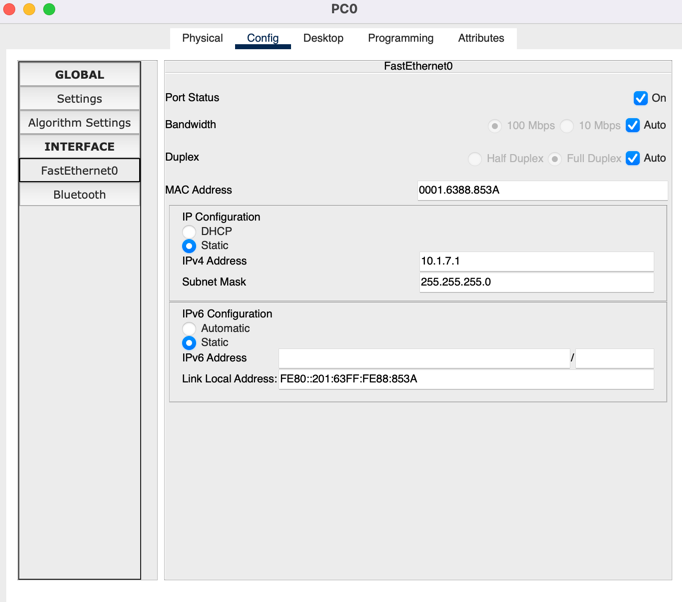 PC0
Physical Config Desktop Programming Attributes
GLOBAL
Settings
Algorithm Settings
INTERFACE
FastEthernet0
Bluetooth
FastEthernet0
Port Status On
Bandwidth 100 Mbps 10 Mbps Auto
Duplex Half Duplex Full Duplex Auto
MAC Address 0001.6388.853A
IP Configuration
DHCP
Static
IPv4 Address 10.1.7.1
Subnet Mask 255.255.255.0
IPv6 Configuration
Automatic
Static
IPv6 Address /
Link Local Address: FE80::201:63FF:FE88:853A